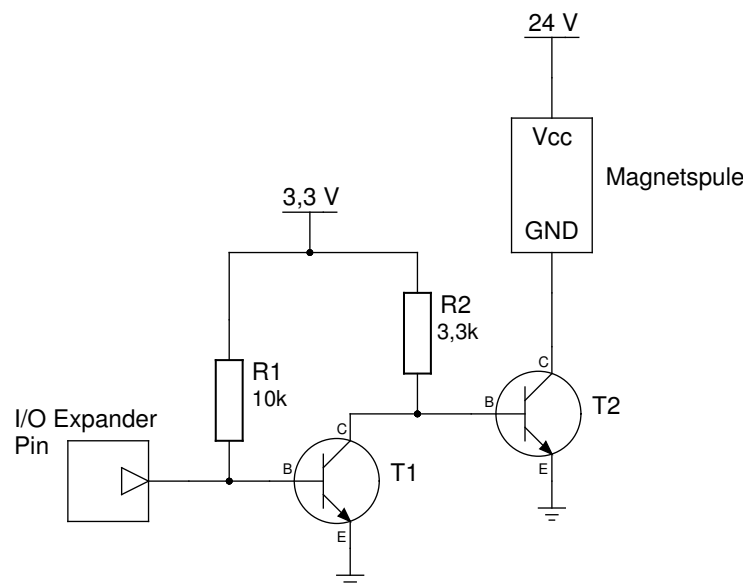 24 V
Vcc
Magnetspule
GND
3,3 V
R2
3,3k
R1
10k
C
B
T2
E
I/O Expander
Pin
C
B
T1
E